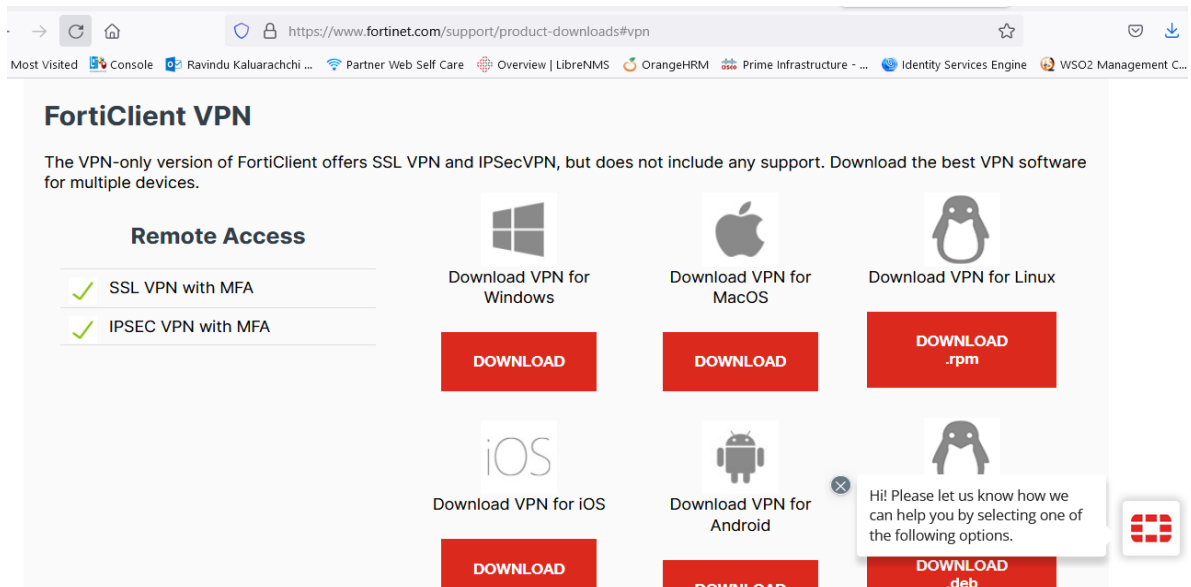 https://www.fortinet.com/support/product-downloads#vpn
Most Visited Console Ravindu Kaluarachchi ... Partner Web Self Care Overview | LibreNMS OrangeHRM Prime Infrastructure - ... Identity Services Engine WSO2 Management C...
FortiClient VPN
The VPN-only version of FortiClient offers SSL VPN and IPSecVPN, but does not include any support. Download the best VPN software
for multiple devices.
Remote Access
SSL VPN with MFA
IPSEC VPN with MFA
Download VPN for
Windows
DOWNLOAD
Download VPN for
MacOS
DOWNLOAD
Download VPN for Linux
DOWNLOAD
.rpm
iOS
Download VPN for iOS
DOWNLOAD
Download VPN for
Android
DOWNLOAD
Hi! Please let us know how we
can help you by selecting one of
the following options.
DOWNLOAD
.deb